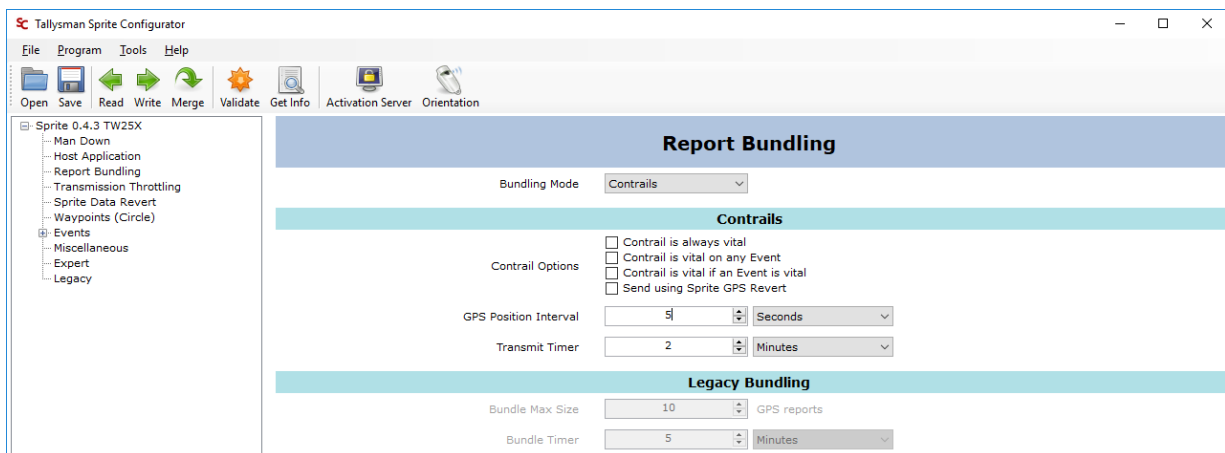 SC Tallysman Sprite Configurator
File Program Tools Help
Open Save Read Write Merge Validate Get Info Activation Server Orientation
Sprite 0.4.3 TW25X
Man Down
Host Application
Report Bundling
Transmission Throttling
Sprite Data Revert
Waypoints (Circle)
Events
Miscellaneous
Expert
Legacy
Report Bundling
Bundling Mode Contrails
Contrails
Contrail Options
Contrail is always vital
Contrail is vital on any Event
Contrail is vital if an Event is vital
Send using Sprite GPS Revert
GPS Position Interval 5 Seconds
Transmit Timer 2 Minutes
Legacy Bundling
Bundle Max Size 10 GPS reports
Bundle Timer 5 Minutes